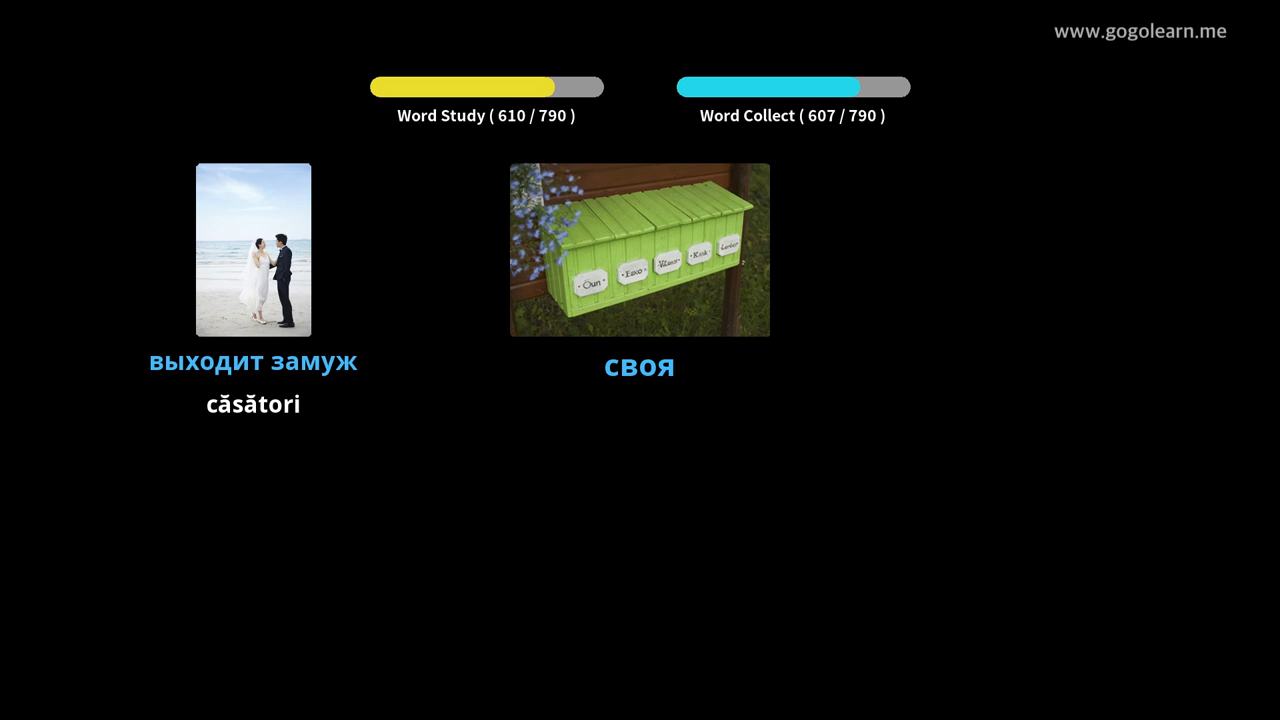 www.gogolearn.me
Word Study ( 610 / 790 )
Word Collect ( 607 / 790 )
выходит замуж
căsători
своя